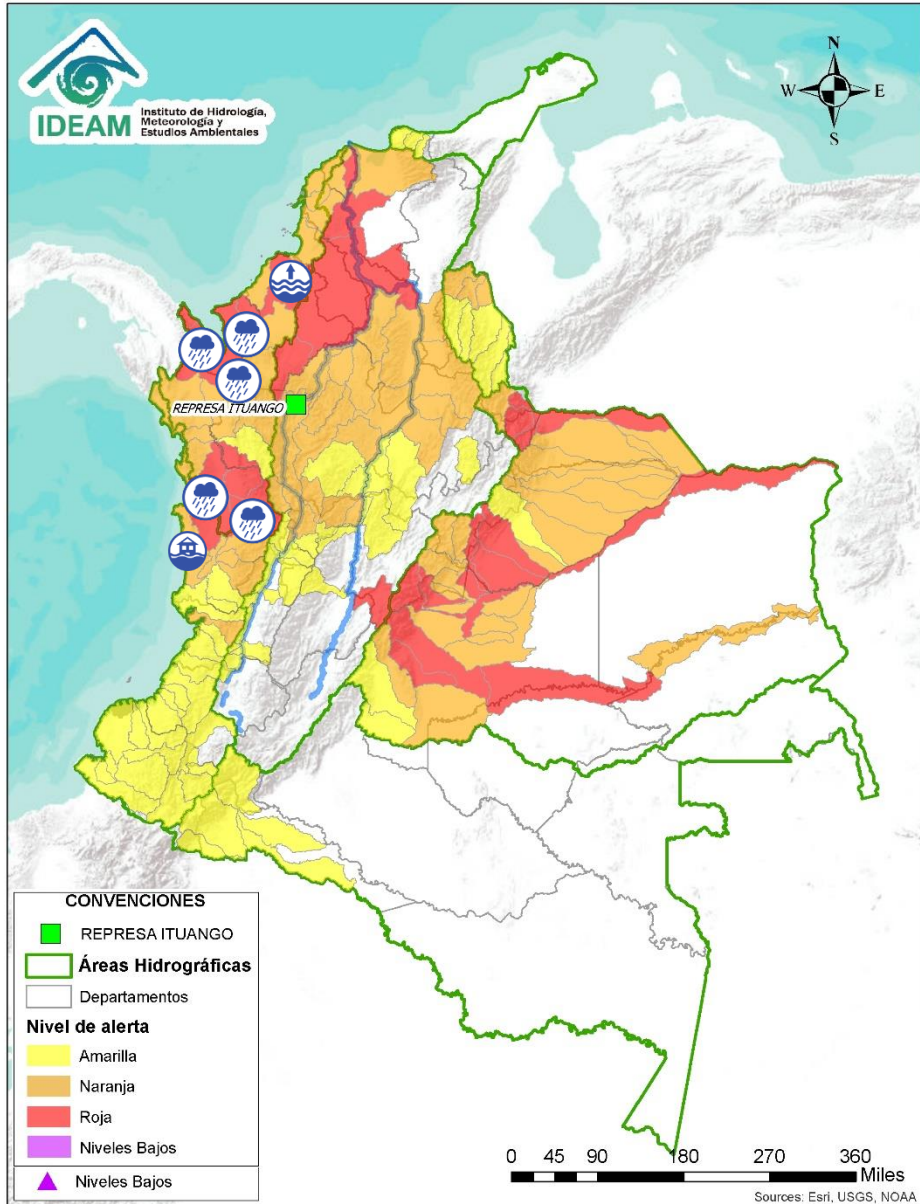 IDEAM
Instituto de Hidrología,
Meteorología y
Estudios Ambientales
N
W
E
S
REPRESA ITUANGO
CONVENCIONES
REPRESA ITUANGO
Áreas Hidrográficas
Departamentos
Nivel de alerta
Amarilla
Naranja
Roja
Niveles Bajos
Niveles Bajos
0 45 90 180 270 360
Miles
Sources: Esri, USGS, NOAA